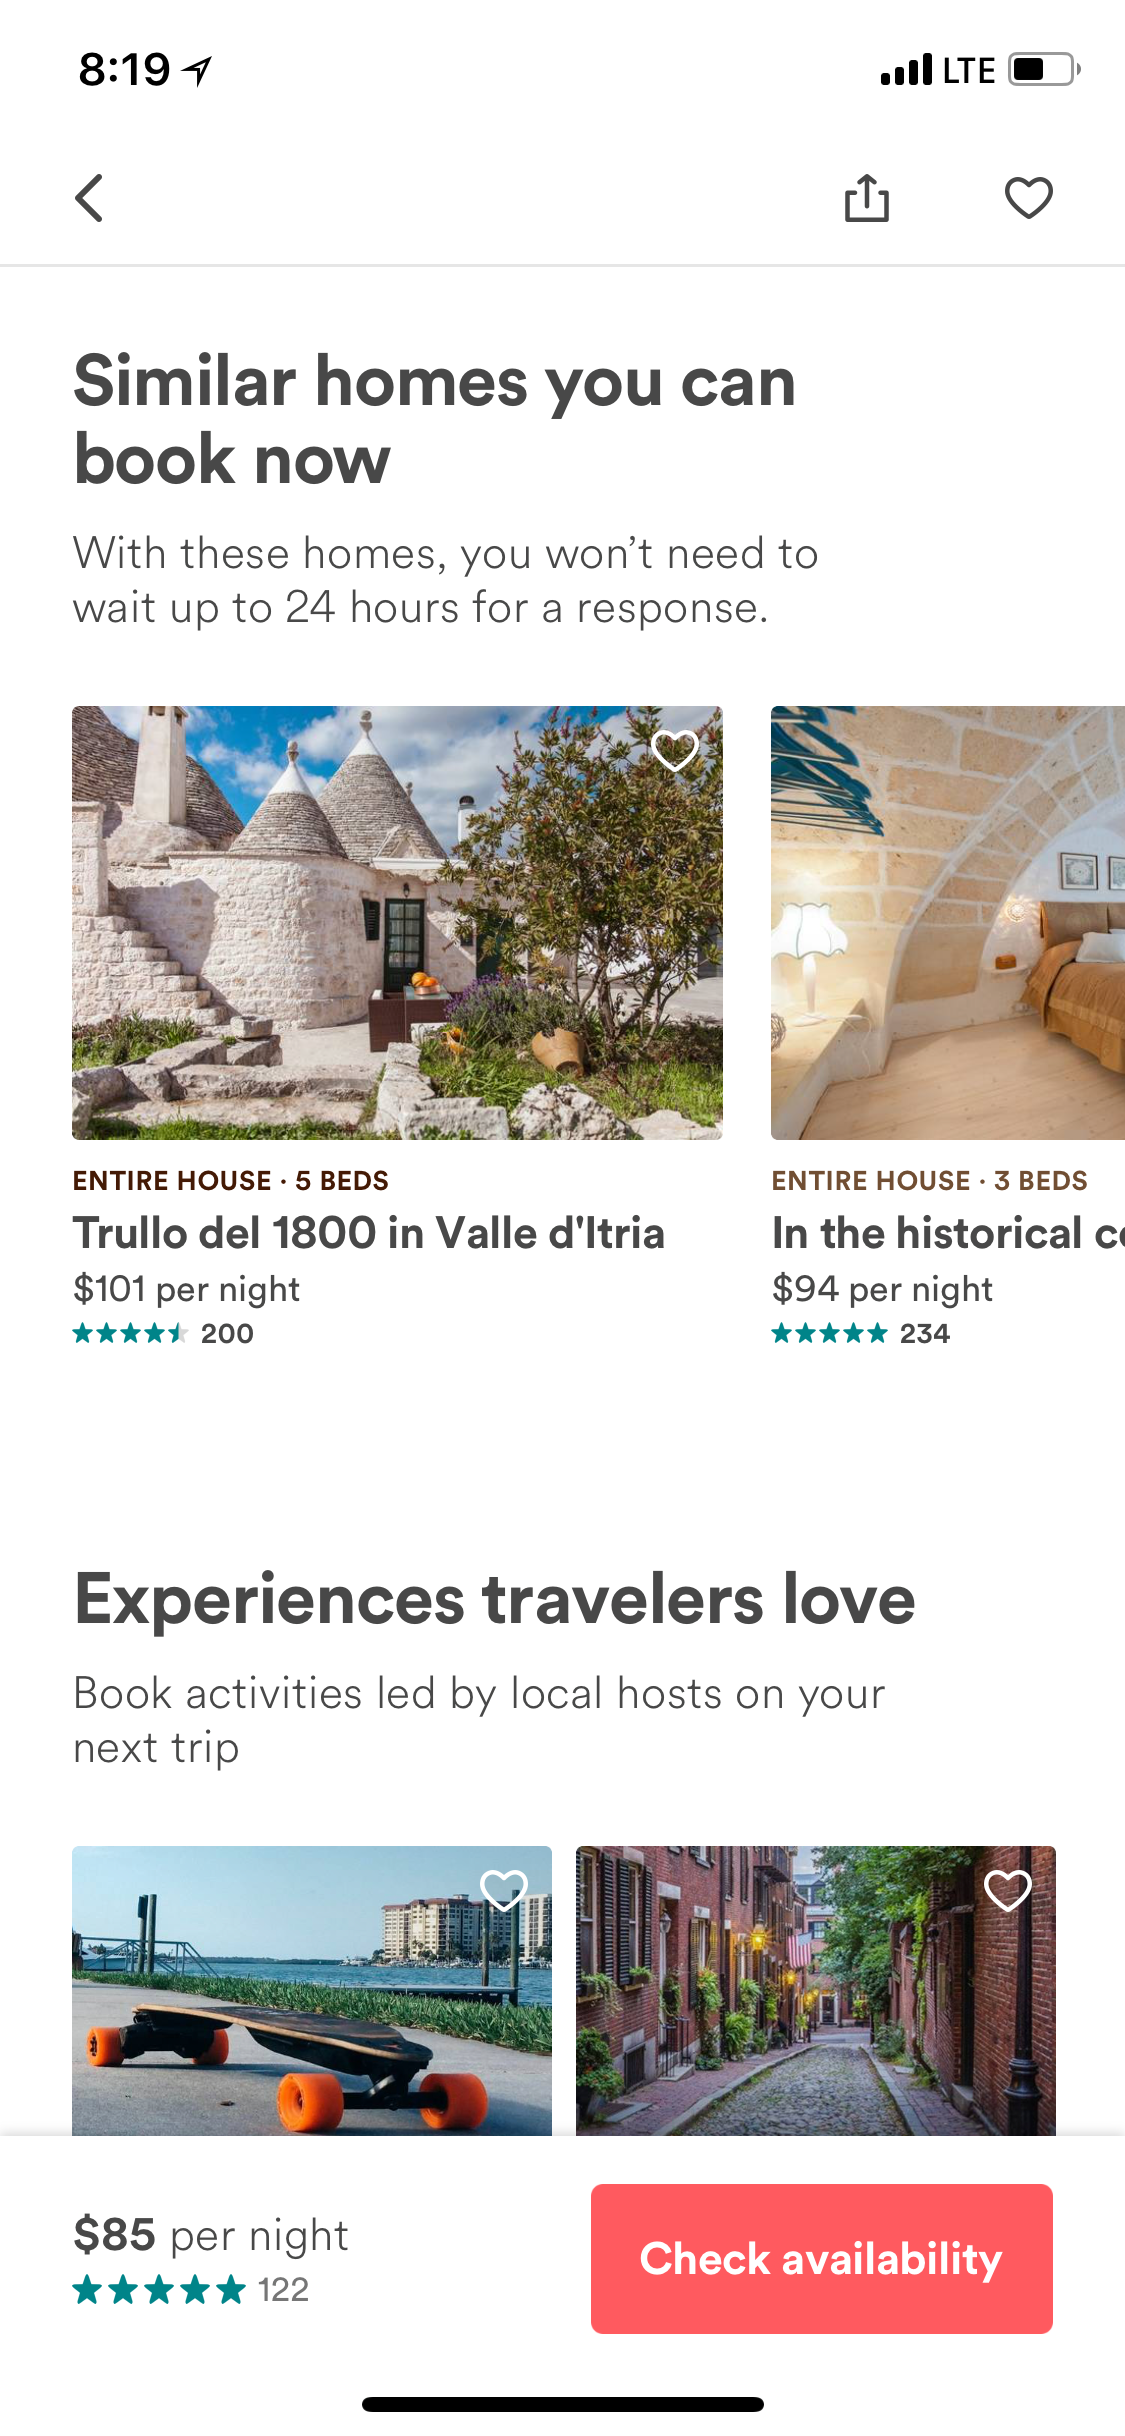 8:19
LTE
Similar homes you can
book now
With these homes, you won’t need to
wait up to 24 hours for a response.
ENTIRE HOUSE · 5 BEDS
Trullo del 1800 in Valle d'Itria
$101 per night
200
ENTIRE HOUSE · 3 BEDS
In the historical
$94 per night
234
Experiences travelers love
Book activities led by local hosts on your
next trip
$85 per night
122
Check availability